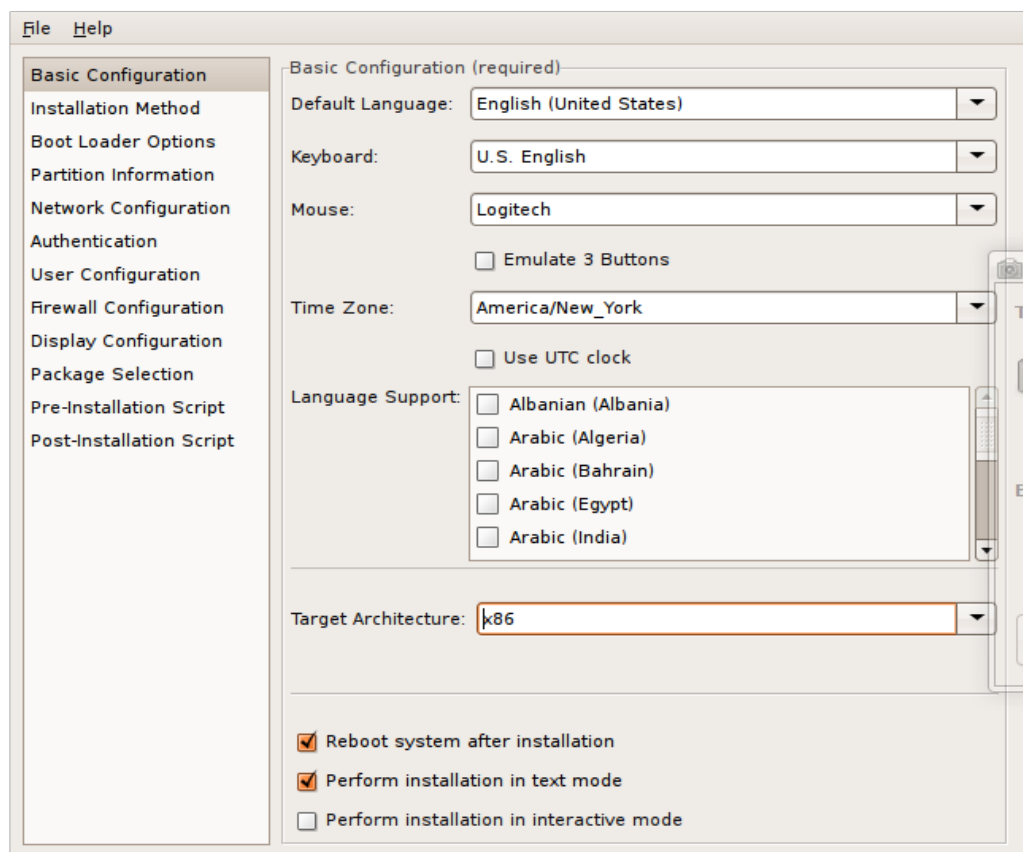 File Help
Basic Configuration
Installation Method
Boot Loader Options
Partition Information
Network Configuration
Authentication
User Configuration
Firewall Configuration
Display Configuration
Package Selection
Pre-Installation Script
Post-Installation Script
Basic Configuration (required)
Default Language: English (United States)
Keyboard: U.S. English
Mouse: Logitech
Emulate 3 Buttons
Time Zone: America/New_York
Use UTC clock
Language Support: Albanian (Albania)
Arabic (Algeria)
Arabic (Bahrain)
Arabic (Egypt)
Arabic (India)
Target Architecture: x86
Reboot system after installation
Perform installation in text mode
Perform installation in interactive mode